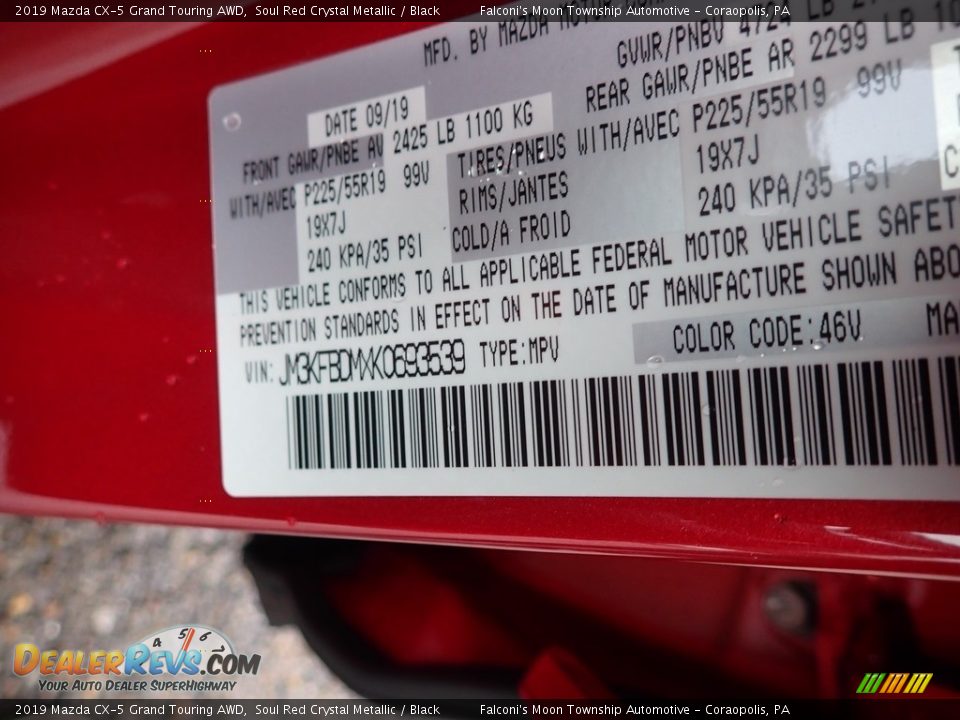 2019 Mazda CX-5 Grand Touring AWD, Soul Red Crystal Metallic / Black Falconi's Moon Township Automotive - Coraopolis, PA
MFD. BY MAZDA MOTOR
DATE 09/19 GVWR/PNBV
FRONT GAWR/PNBE AV 2425 LB 1100 KG REAR GAWR/PNBE AR 2299 LB
WITH/AVEC P225/55R19 99V TIRES/PNEUS WITH/AVEC P225/55R19 99V
19X7J RIMS/JANTES 19X7J
240 KPA/35 PSI COLD/A FROID 240 KPA/35 PSI
THIS VEHICLE CONFORMS TO ALL APPLICABLE FEDERAL MOTOR VEHICLE SAFET
PREVENTION STANDARDS IN EFFECT ON THE DATE OF MANUFACTURE SHOWN ABO
VIN: JM3KFBDMXK0693539 TYPE:MPV COLOR CODE:46V MA
DealerRevs.com
Your Auto Dealer SuperHighway
2019 Mazda CX-5 Grand Touring AWD, Soul Red Crystal Metallic / Black Falconi's Moon Township Automotive - Coraopolis, PA